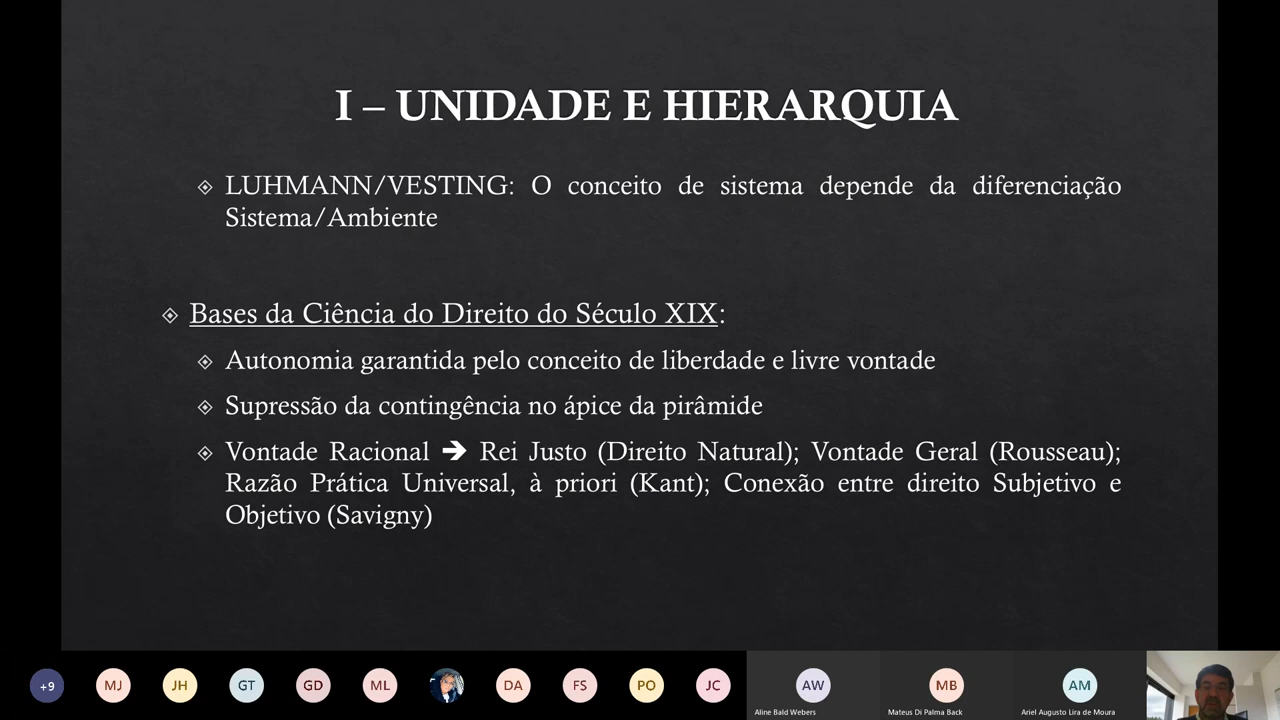 I – UNIDADE E HIERARQUIA
LUHMANN/VESTING: O conceito de sistema depende da diferenciação
Sistema/Ambiente
Bases da Ciência do Direito do Século XIX:
Autonomia garantida pelo conceito de liberdade e livre vontade
Supressão da contingência no ápice da pirâmide
Vontade Racional ➔ Rei Justo (Direito Natural); Vontade Geral (Rousseau);
Razão Prática Universal, à priori (Kant); Conexão entre direito Subjetivo e
Objetivo (Savigny)
+9 MJ JH GT GD ML DA FS PO JC AW MB AM
Aline Bald Webers Mateus Di Palma Back Ariel Augusto Lira de Moura